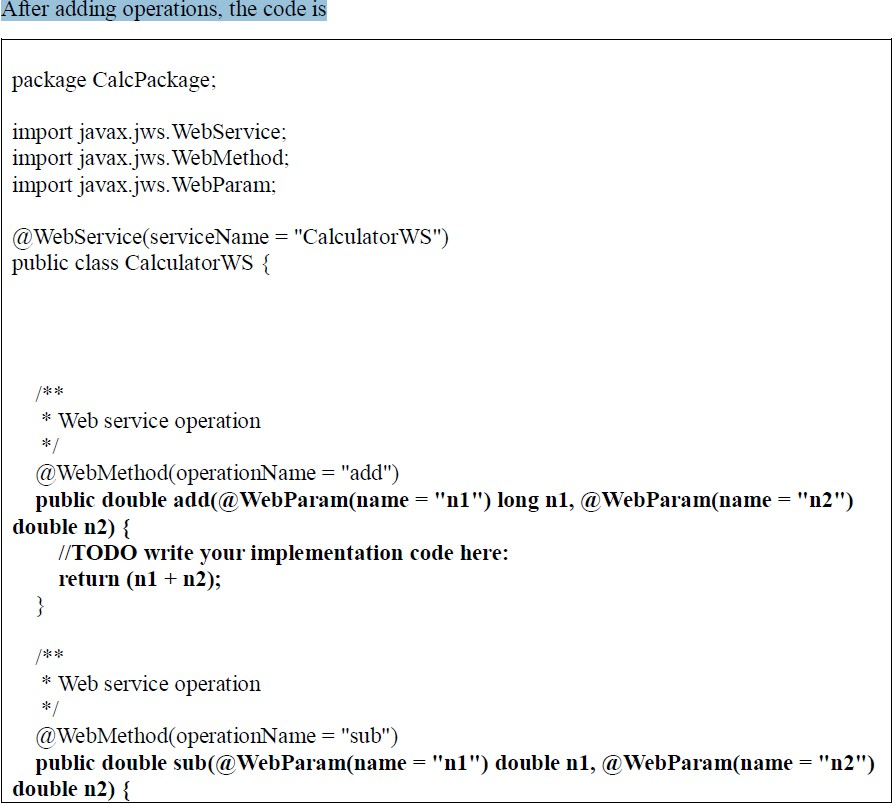 After adding operations, the code is
package CalcPackage;
import javax.jws.WebService;
import javax.jws.WebMethod;
import javax.jws.WebParam;
@WebService(serviceName = "CalculatorWS")
public class CalculatorWS {
/**
* Web service operation
*/
@WebMethod(operationName = "add")
public double add(@WebParam(name = "n1") long n1, @WebParam(name = "n2")
double n2) {
//TODO write your implementation code here:
return (n1 + n2);
}
/**
* Web service operation
*/
@WebMethod(operationName = "sub")
public double sub(@WebParam(name = "n1") double n1, @WebParam(name = "n2")
double n2) {